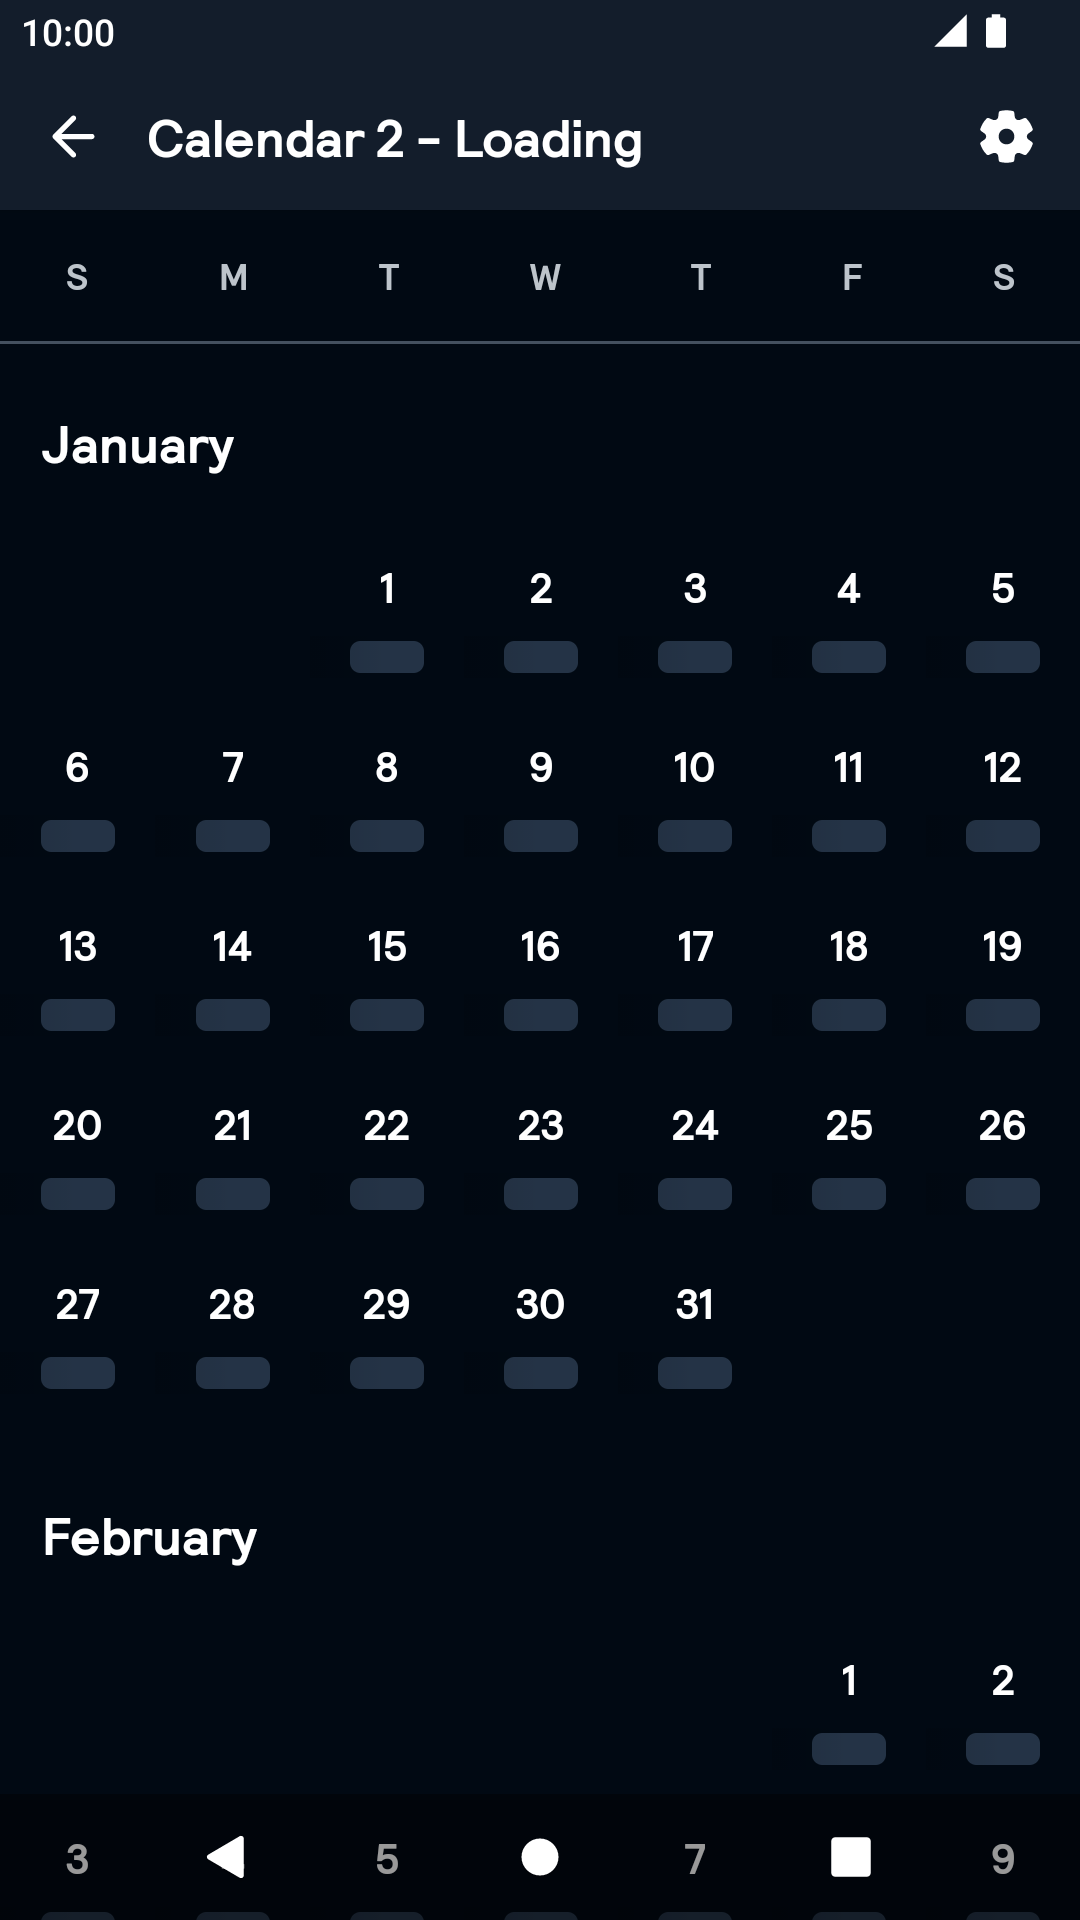 10:00
Calendar 2 – Loading
S M T W T F S
January
1 2 3 4 5
6 7 8 9 10 11 12
13 14 15 16 17 18 19
20 21 22 23 24 25 26
27 28 29 30 31
February
1 2
3 5 7 9